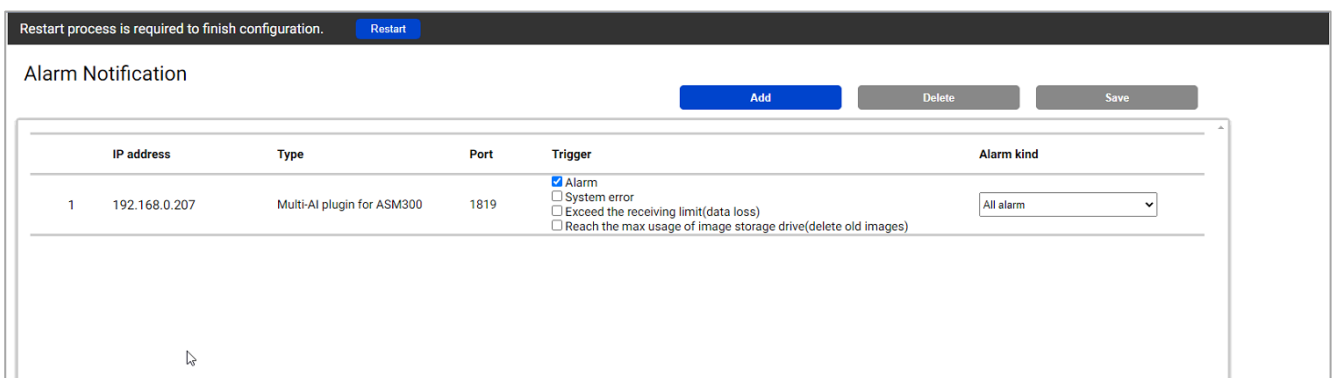 Restart process is required to finish configuration. Restart
Alarm Notification
Add Delete Save
IP address Type Port Trigger Alarm kind
1 192.168.0.207 Multi-AI plugin for ASM300 1819
Alarm
System error
Exceed the receiving limit(data loss)
Reach the max usage of image storage drive(delete old images)
All alarm